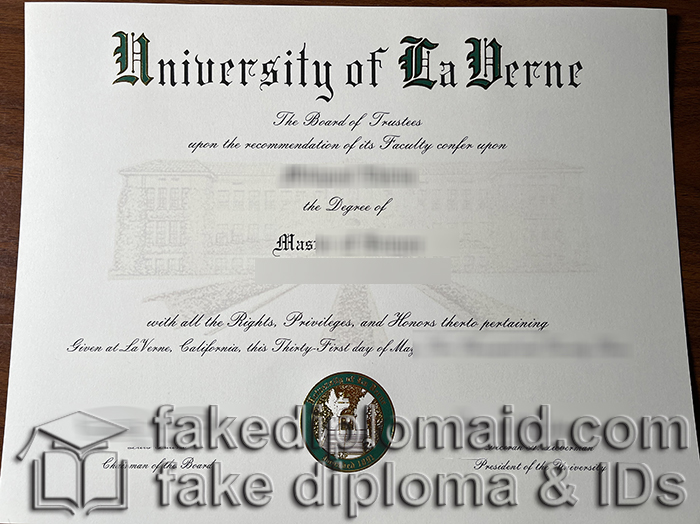 University of La Verne
The Board of Trustees
upon the recommendation of its Faculty confer upon
the Degree of
Mas
with all the Rights, Privileges, and Honors therto pertaining
Given at LaVerne, California, this Thirty-First day of May
fakediplomaid.com
Chairman of the Board
President of the University
fake diploma & IDs